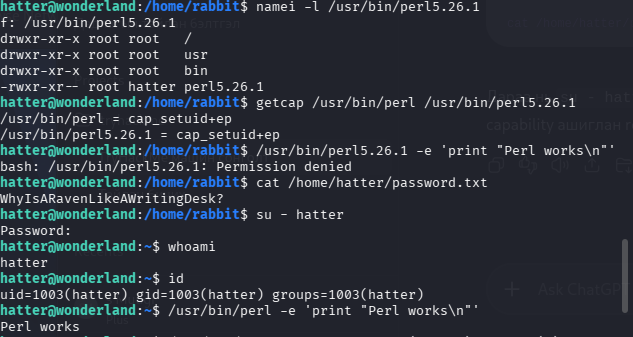 hatter@wonderland:/home/rabbit$ namei -l /usr/bin/perl5.26.1
f: /usr/bin/perl5.26.1
drwxr-xr-x root root   /
drwxr-xr-x root root   usr
drwxr-xr-x root root   bin
-rwxr-xr-- root hatter perl5.26.1
hatter@wonderland:/home/rabbit$ getcap /usr/bin/perl /usr/bin/perl5.26.1
/usr/bin/perl = cap_setuid+ep
/usr/bin/perl5.26.1 = cap_setuid+ep
hatter@wonderland:/home/rabbit$ /usr/bin/perl5.26.1 -e 'print "Perl works\n"'
bash: /usr/bin/perl5.26.1: Permission denied
hatter@wonderland:/home/rabbit$ cat /home/hatter/password.txt
WhyIsARavenLikeAWritingDesk?
hatter@wonderland:/home/rabbit$ su - hatter
Password:
hatter@wonderland:~$ whoami
hatter
hatter@wonderland:~$ id
uid=1003(hatter) gid=1003(hatter) groups=1003(hatter)
hatter@wonderland:~$ /usr/bin/perl -e 'print "Perl works\n"'
Perl works
Ask ChatGPT